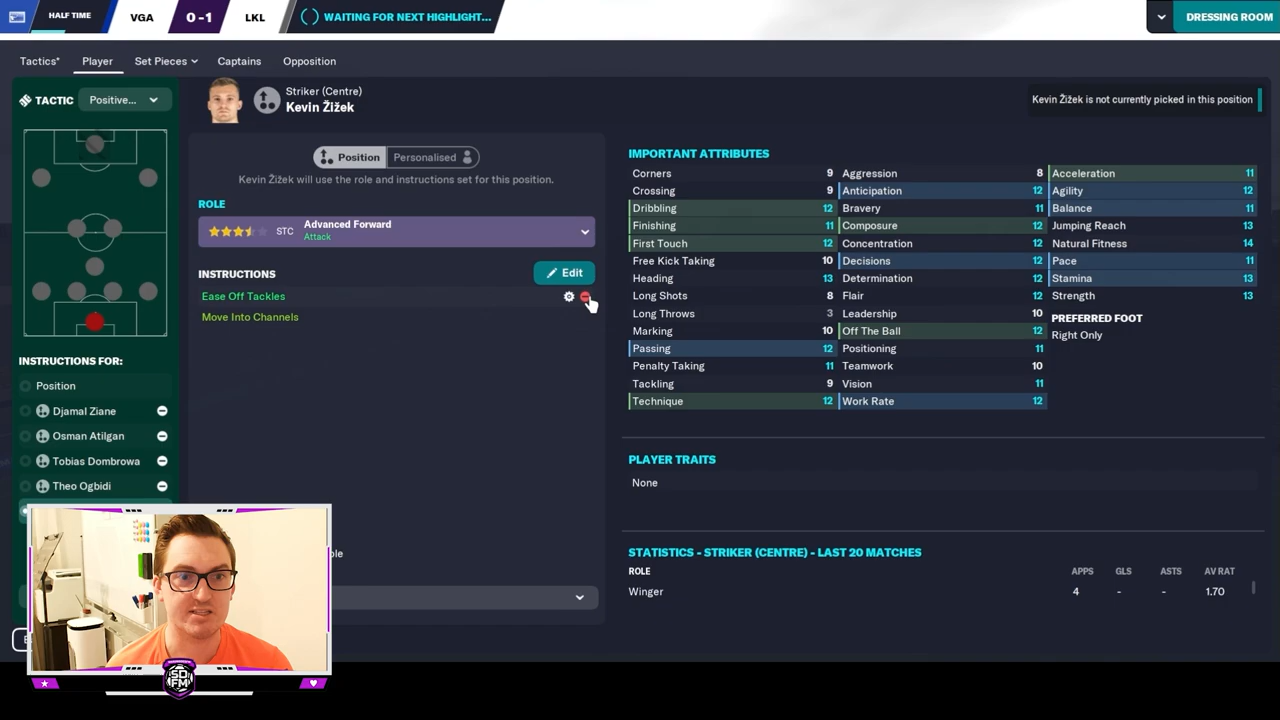 HALF TIME
VGA
0 - 1
LKL
WAITING FOR NEXT HIGHLIGHT...
DRESSING ROOM
Tactics*
Player
Set Pieces
Captains
Opposition
TACTIC
Positive...
Striker (Centre)
Kevin Žižek
Kevin Žižek is not currently picked in this position
Position
Personalised
Kevin Žižek will use the role and instructions set for this position.
ROLE
STC
Advanced Forward
Attack
INSTRUCTIONS
Edit
Ease Off Tackles
Move Into Channels
INSTRUCTIONS FOR:
Position
Djamal Ziane
Osman Atilgan
Tobias Dombrowa
Theo Ogbidi
IMPORTANT ATTRIBUTES
Corners 9
Crossing 9
Dribbling 12
Finishing 11
First Touch 12
Free Kick Taking 10
Heading 13
Long Shots 8
Long Throws 3
Marking 10
Passing 12
Penalty Taking 11
Tackling 9
Technique 12
Aggression 8
Anticipation 12
Bravery 11
Composure 12
Concentration 12
Decisions 12
Determination 12
Flair 12
Leadership 10
Off The Ball 12
Positioning 11
Teamwork 10
Vision 11
Work Rate 12
Acceleration 11
Agility 12
Balance 11
Jumping Reach 13
Natural Fitness 14
Pace 11
Stamina 13
Strength 13
PREFERRED FOOT
Right Only
PLAYER TRAITS
None
STATISTICS - STRIKER (CENTRE) - LAST 20 MATCHES
ROLE APPS GLS ASTS AV RAT
Winger 4 - - 1.70
SD
FM